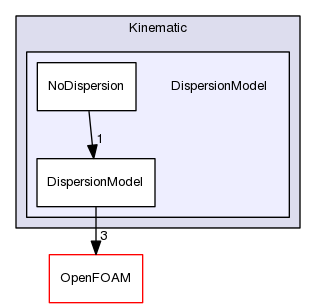 Kinematic
NoDispersion
DispersionModel
1
DispersionModel
3
OpenFOAM